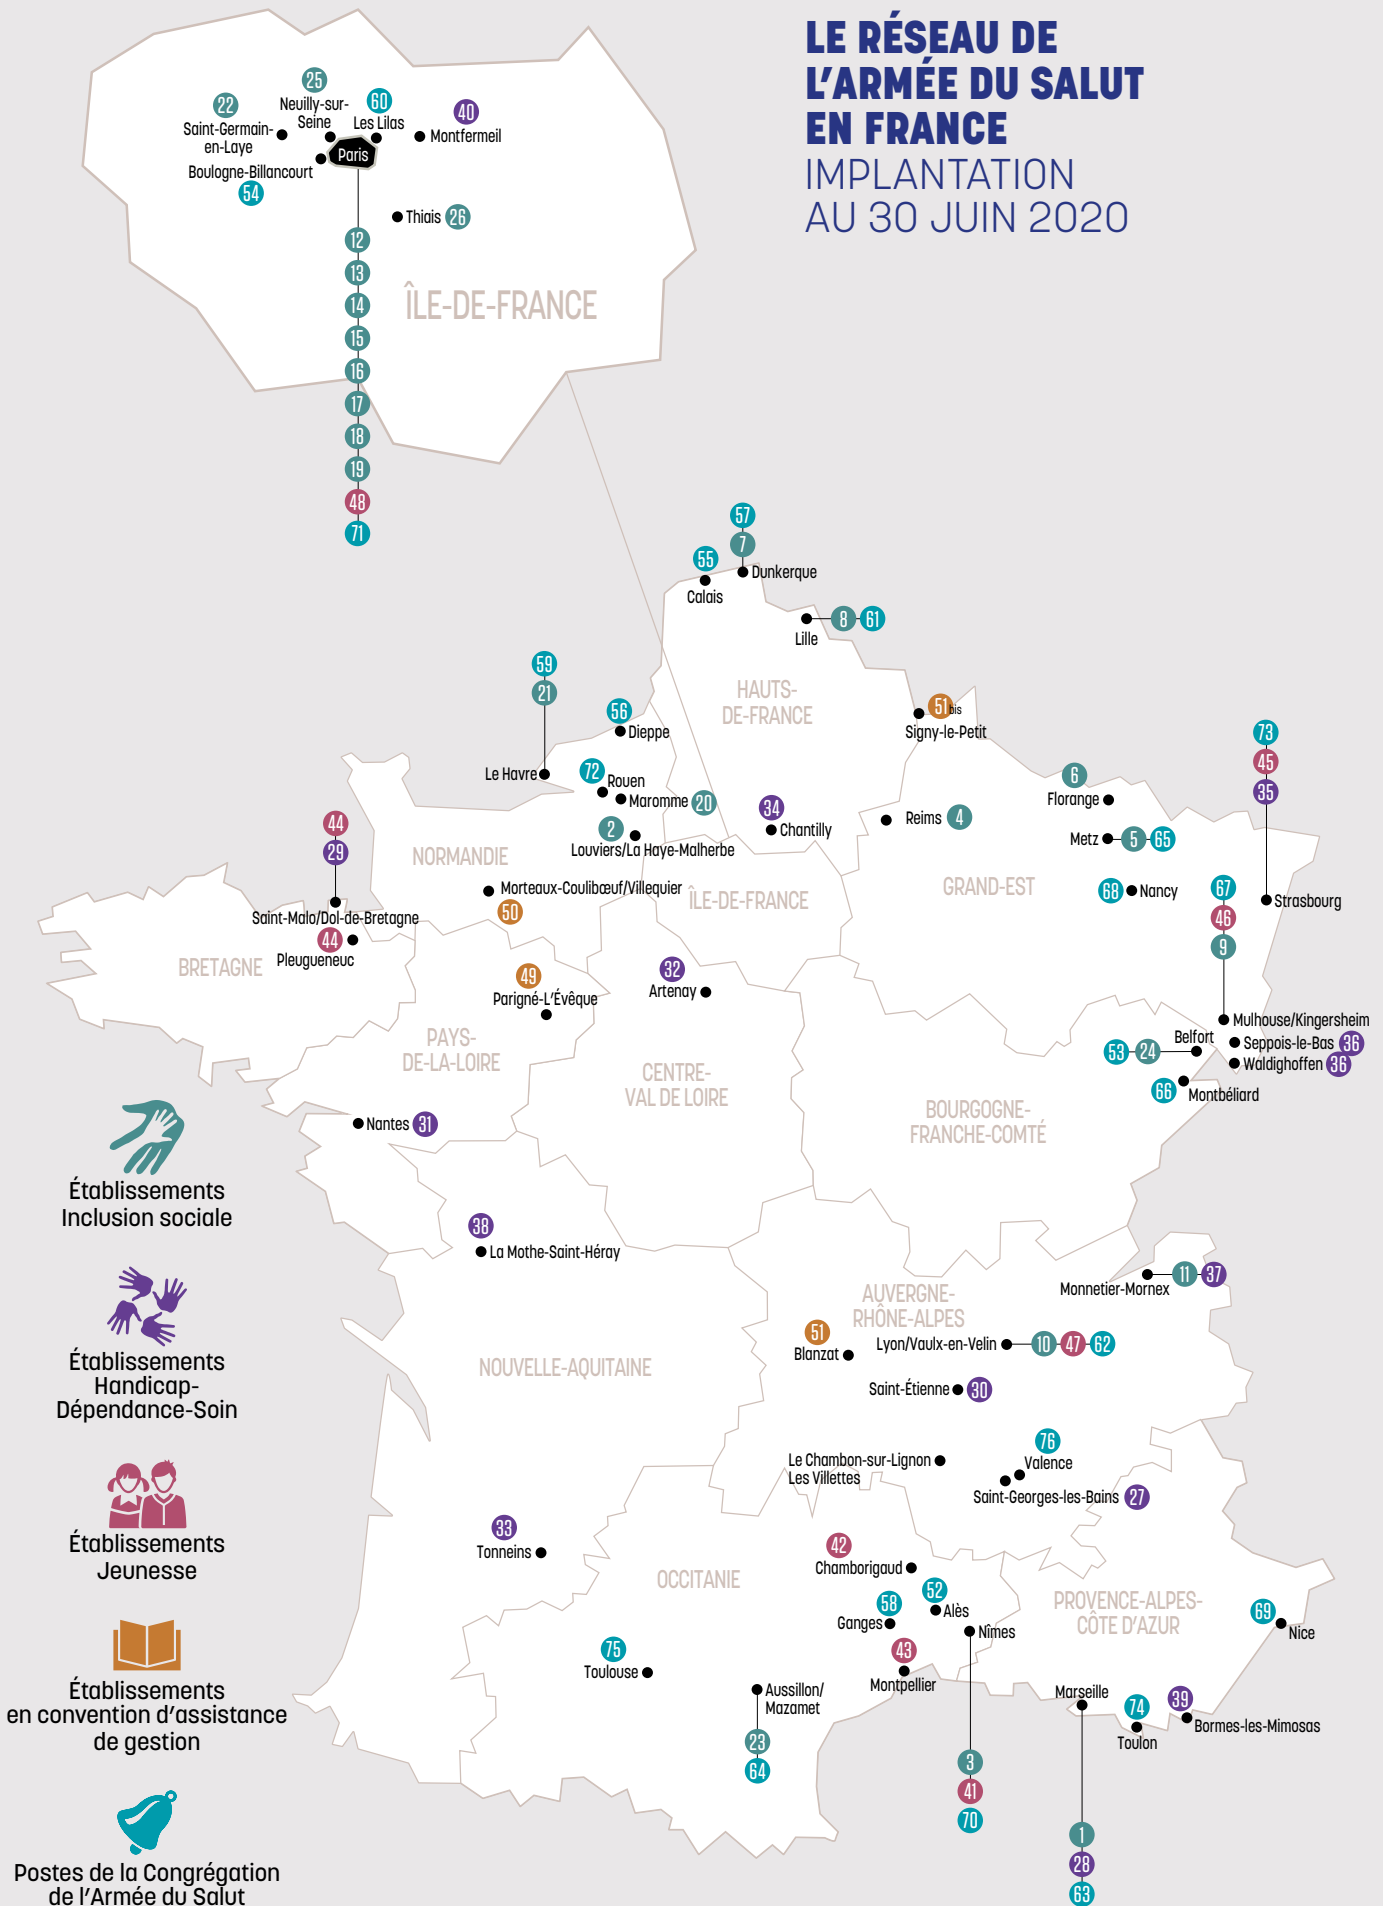 LE RÉSEAU DE
L'ARMÉE DU SALUT
EN FRANCE
IMPLANTATION
AU 30 JUIN 2020
25
Neuilly-sur-
Seine
22
Saint-Germain-
en-Laye
60
Les Lilas
40
Montfermeil
Paris
Boulogne-Billancourt
54
Thiais 26
12
13
14
15
16
17
18
19
48
71
ÎLE-DE-FRANCE
57
7
Dunkerque
55
Calais
Lille
8 61
HAUTS-
DE-FRANCE
59
21
Le Havre
56
Dieppe
51 bis
Signy-le-Petit
72
Rouen
Maromme 20
2
Louviers/La Haye-Malherbe
34
Chantilly
Reims 4
6
Florange
Metz 5 65
73
45
35
Strasbourg
NORMANDIE
Morteaux-Coulibœuf/Villequier
50
ÎLE-DE-FRANCE
GRAND-EST
68 Nancy
67
46
9
Mulhouse/Kingersheim
44
29
Saint-Malo/Dol-de-Bretagne
44
Pleugueneuc
BRETAGNE
49
Parigné-L'Évêque
32
Artenay
PAYS-
DE-LA-LOIRE
CENTRE-
VAL DE LOIRE
Belfort
53 24
Seppois-le-Bas 36
Waldighoffen 36
66
Montbéliard
BOURGOGNE-
FRANCHE-COMTÉ
Nantes 31
38
La Mothe-Saint-Héray
Monnetier-Mornex
11 37
AUVERGNE-
RHÔNE-ALPES
51
Blanzat
Lyon/Vaulx-en-Velin 10 47 62
Saint-Étienne 30
NOUVELLE-AQUITAINE
Le Chambon-sur-Lignon
Les Villettes
76
Valence
Saint-Georges-les-Bains 27
33
Tonneins
42
Chamborigaud
OCCITANIE
52
Alès
58
Ganges
Nîmes
43
Montpellier
PROVENCE-ALPES-
CÔTE D'AZUR
69
Nice
75
Toulouse
Aussillon/
Mazamet
23
64
3
41
70
Marseille
74
Toulon
39
Bormes-les-Mimosas
1
28
63
Établissements
Inclusion sociale
Établissements
Handicap-
Dépendance-Soin
Établissements
Jeunesse
Établissements
en convention d'assistance
de gestion
Postes de la Congrégation
de l'Armée du Salut